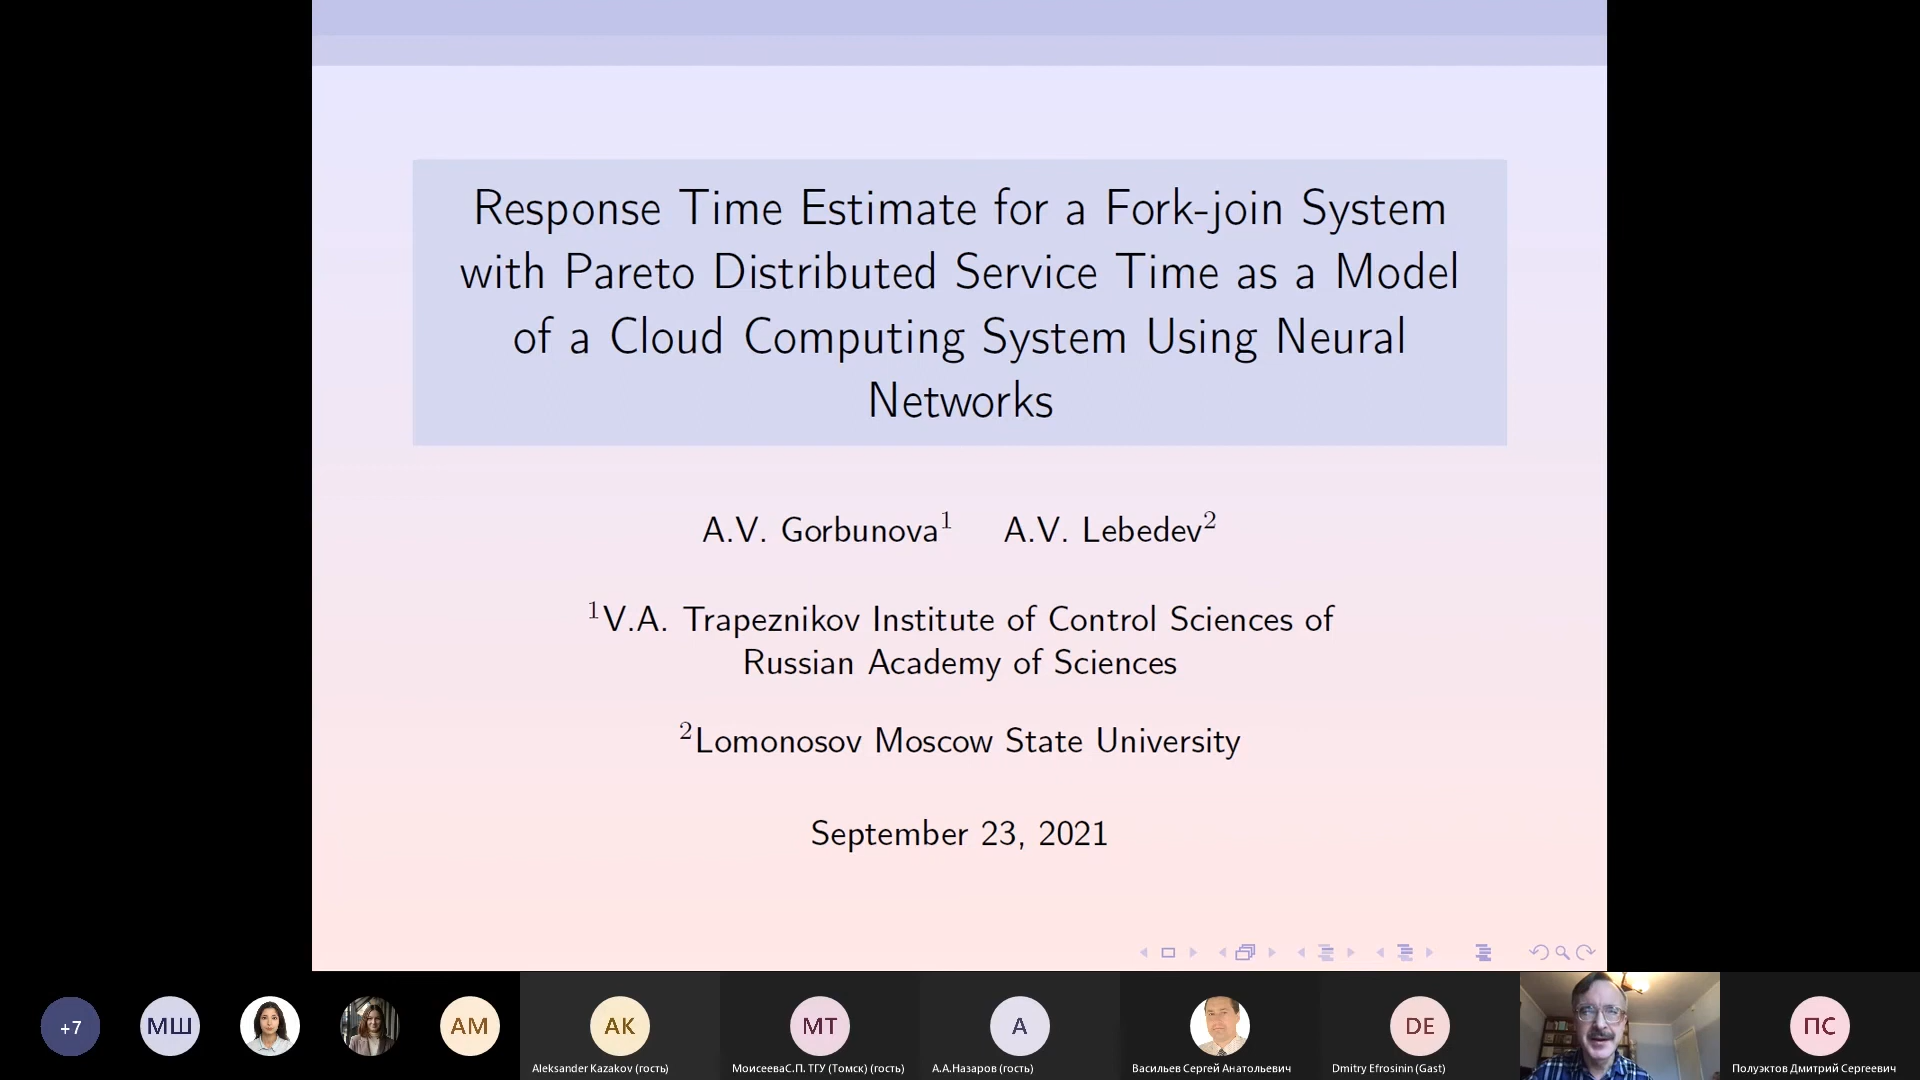 Response Time Estimate for a Fork-join System
with Pareto Distributed Service Time as a Model
of a Cloud Computing System Using Neural
Networks
A.V. Gorbunova¹ A.V. Lebedev²
¹V.A. Trapeznikov Institute of Control Sciences of
Russian Academy of Sciences
²Lomonosov Moscow State University
September 23, 2021
+7
МШ
АМ
AK
МТ
А
DE
ПС
Aleksander Kazakov (гость)
МоисееваС.П. ТГУ (Томск) (гость)
А.А.Назаров (гость)
Васильев Сергей Анатольевич
Dmitry Efrosinin (Gast)
Полуэктов Дмитрий Сергеевич